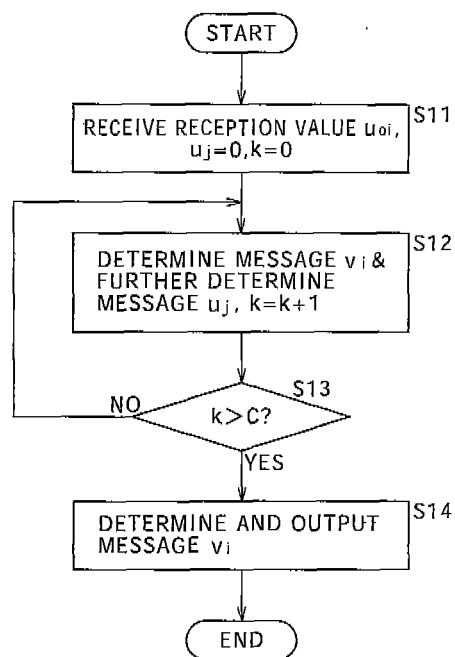 START
S11
RECEIVE RECEPTION VALUE u0i,
uj=0,k=0
S12
DETERMINE MESSAGE vi&
FURTHER DETERMINE
MESSAGE uj, k=k+1
S13
NO
k>C?
YES
S14
DETERMINE AND OUTPUT
MESSAGE vi
END